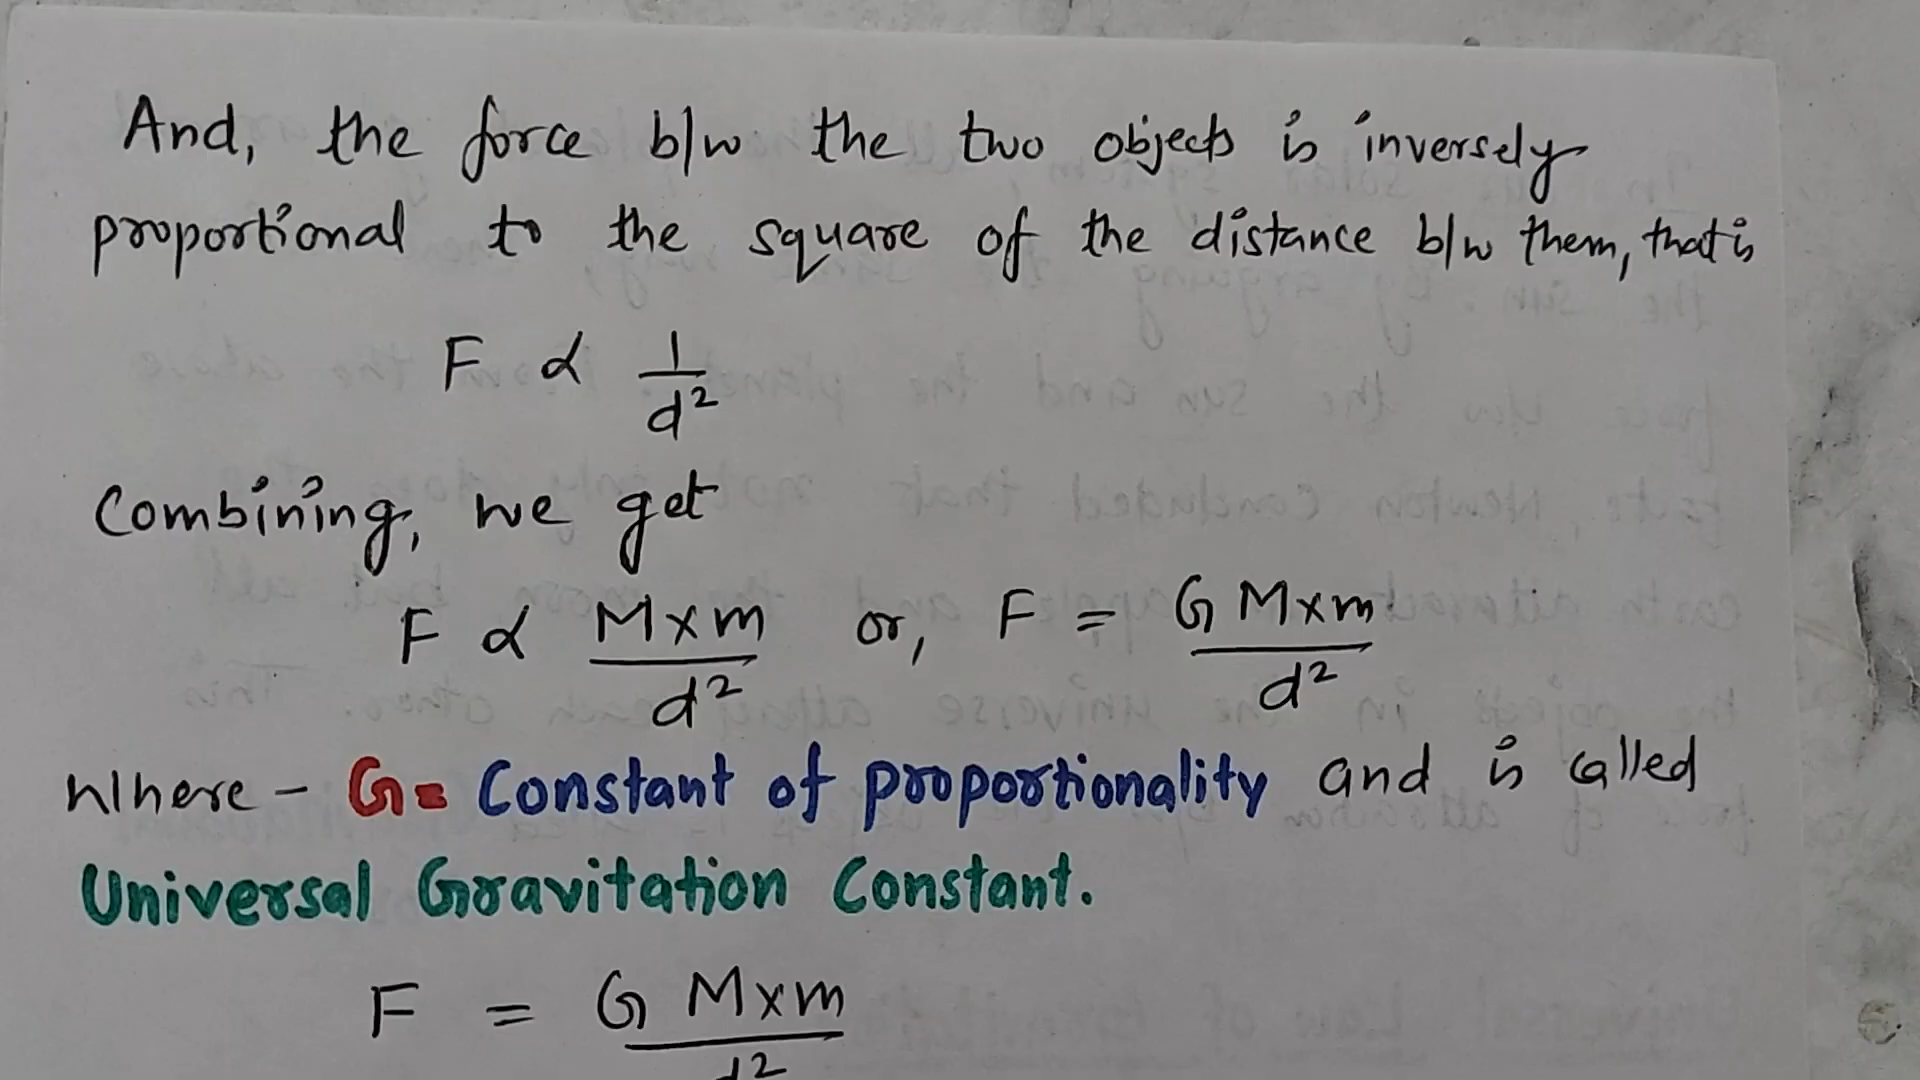 And, the force b/w the two objects is inversely
proportional to the square of the distance b/w them, that is
F ∝ 1/d²
Combining, we get
F ∝ M×m/d² or, F = G M×m/d²
Where - G = Constant of proportionality and is called
Universal Gravitation Constant.
F = G M×m/d²